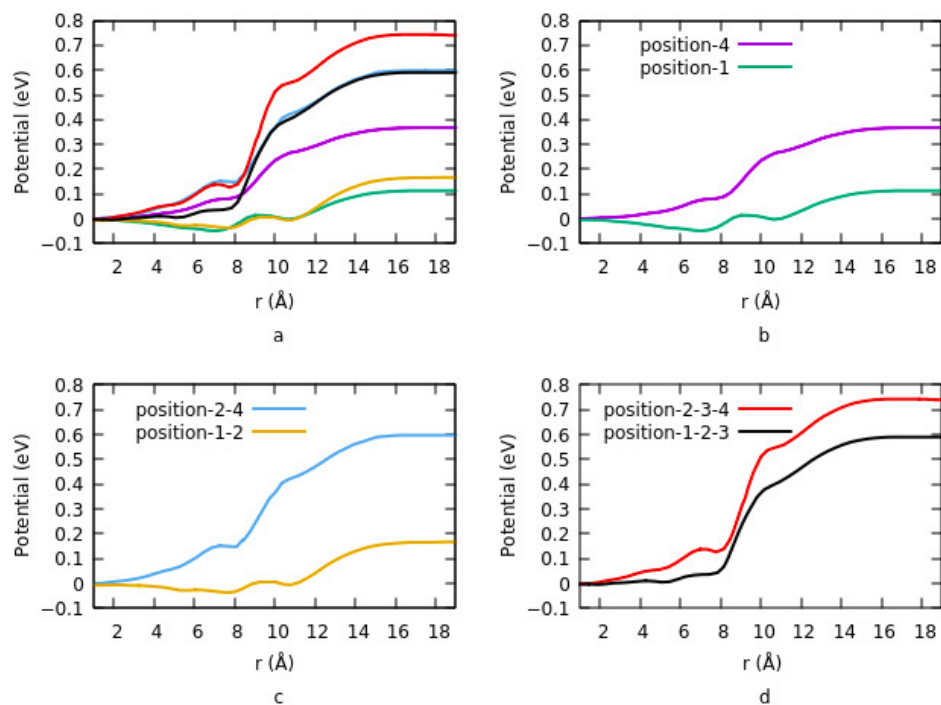 0.8
0.7
0.6
0.5
0.4
0.3
0.2
0.1
0
−0.1
Potential (eV)
2 4 6 8 10 12 14 16 18
r (Å)
a
0.8
0.7
0.6
0.5
0.4
0.3
0.2
0.1
0
−0.1
Potential (eV)
position-4
position-1
2 4 6 8 10 12 14 16 18
r (Å)
b
0.8
0.7
0.6
0.5
0.4
0.3
0.2
0.1
0
−0.1
Potential (eV)
position-2-4
position-1-2
2 4 6 8 10 12 14 16 18
r (Å)
c
0.8
0.7
0.6
0.5
0.4
0.3
0.2
0.1
0
−0.1
Potential (eV)
position-2-3-4
position-1-2-3
2 4 6 8 10 12 14 16 18
r (Å)
d